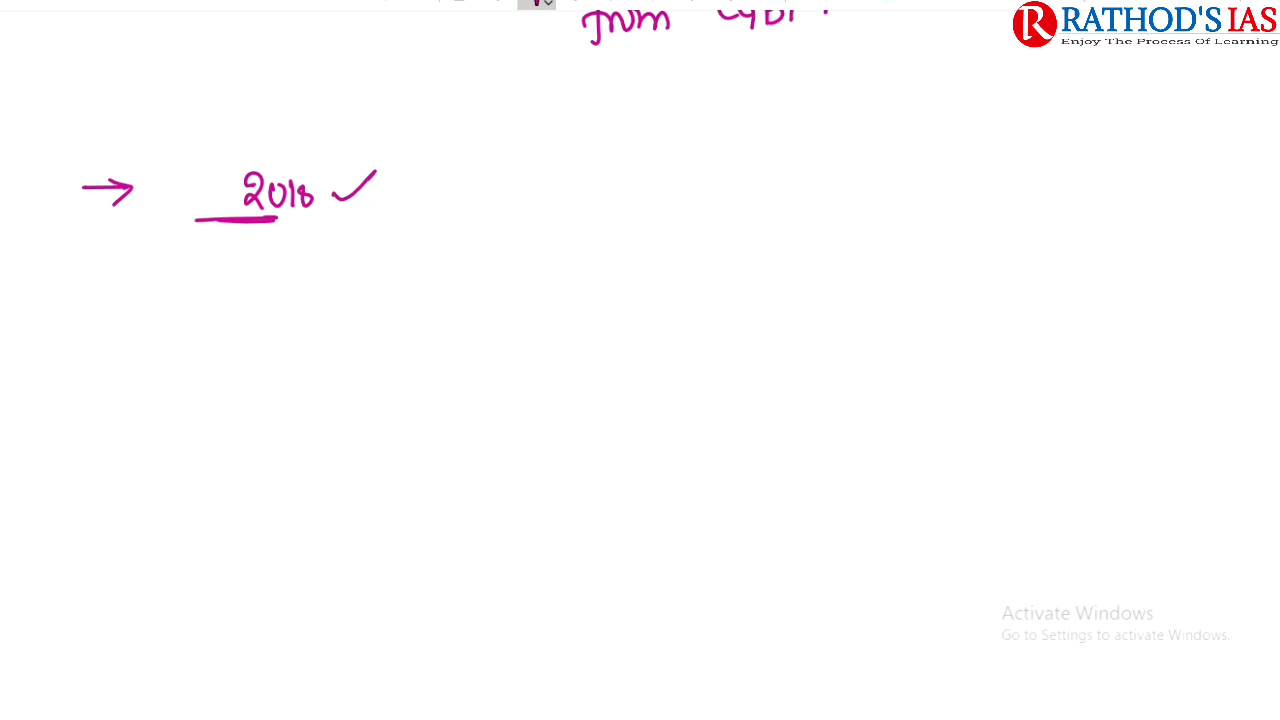 RATHOD'S IAS
Enjoy The Process Of Learning
→ 2018 ✓
Activate Windows
Go to Settings to activate Windows.